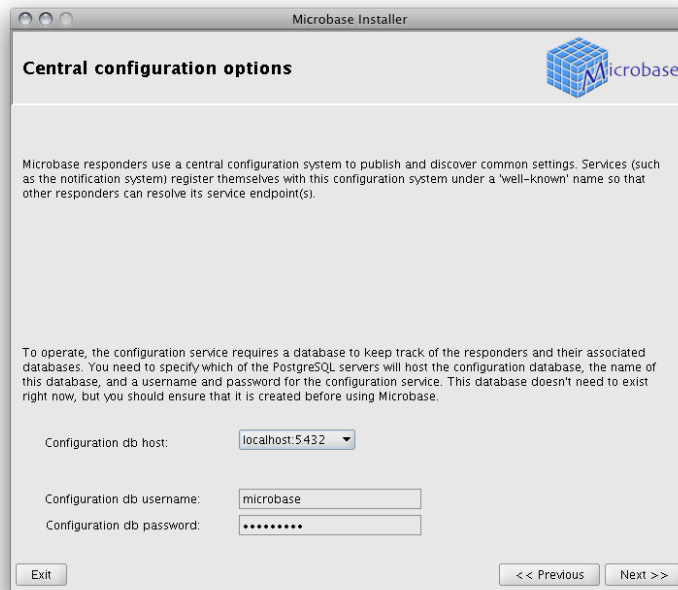 Microbase Installer
Central configuration options
Microbase
Microbase responders use a central configuration system to publish and discover common settings. Services (such
as the notification system) register themselves with this configuration system under a 'well-known' name so that
other responders can resolve its service endpoint(s).
To operate, the configuration service requires a database to keep track of the responders and their associated
databases. You need to specify which of the PostgreSQL servers will host the configuration database, the name of
this database, and a username and password for the configuration service. This database doesn't need to exist
right now, but you should ensure that it is created before using Microbase.
Configuration db host: localhost:5432
Configuration db username: microbase
Configuration db password: •••••••••
Exit << Previous Next >>